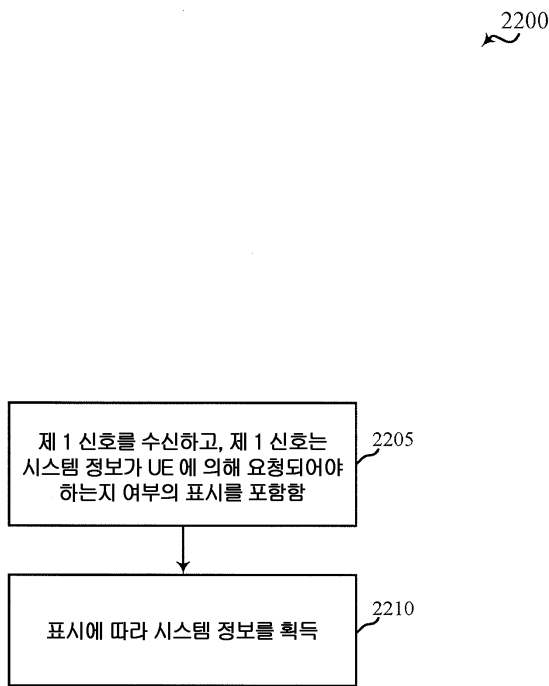 2200
제 1 신호를 수신하고, 제 1 신호는
시스템 정보가 UE 에 의해 요청되어야
하는지 여부의 표시를 포함함
2205
표시에 따라 시스템 정보를 획득
2210